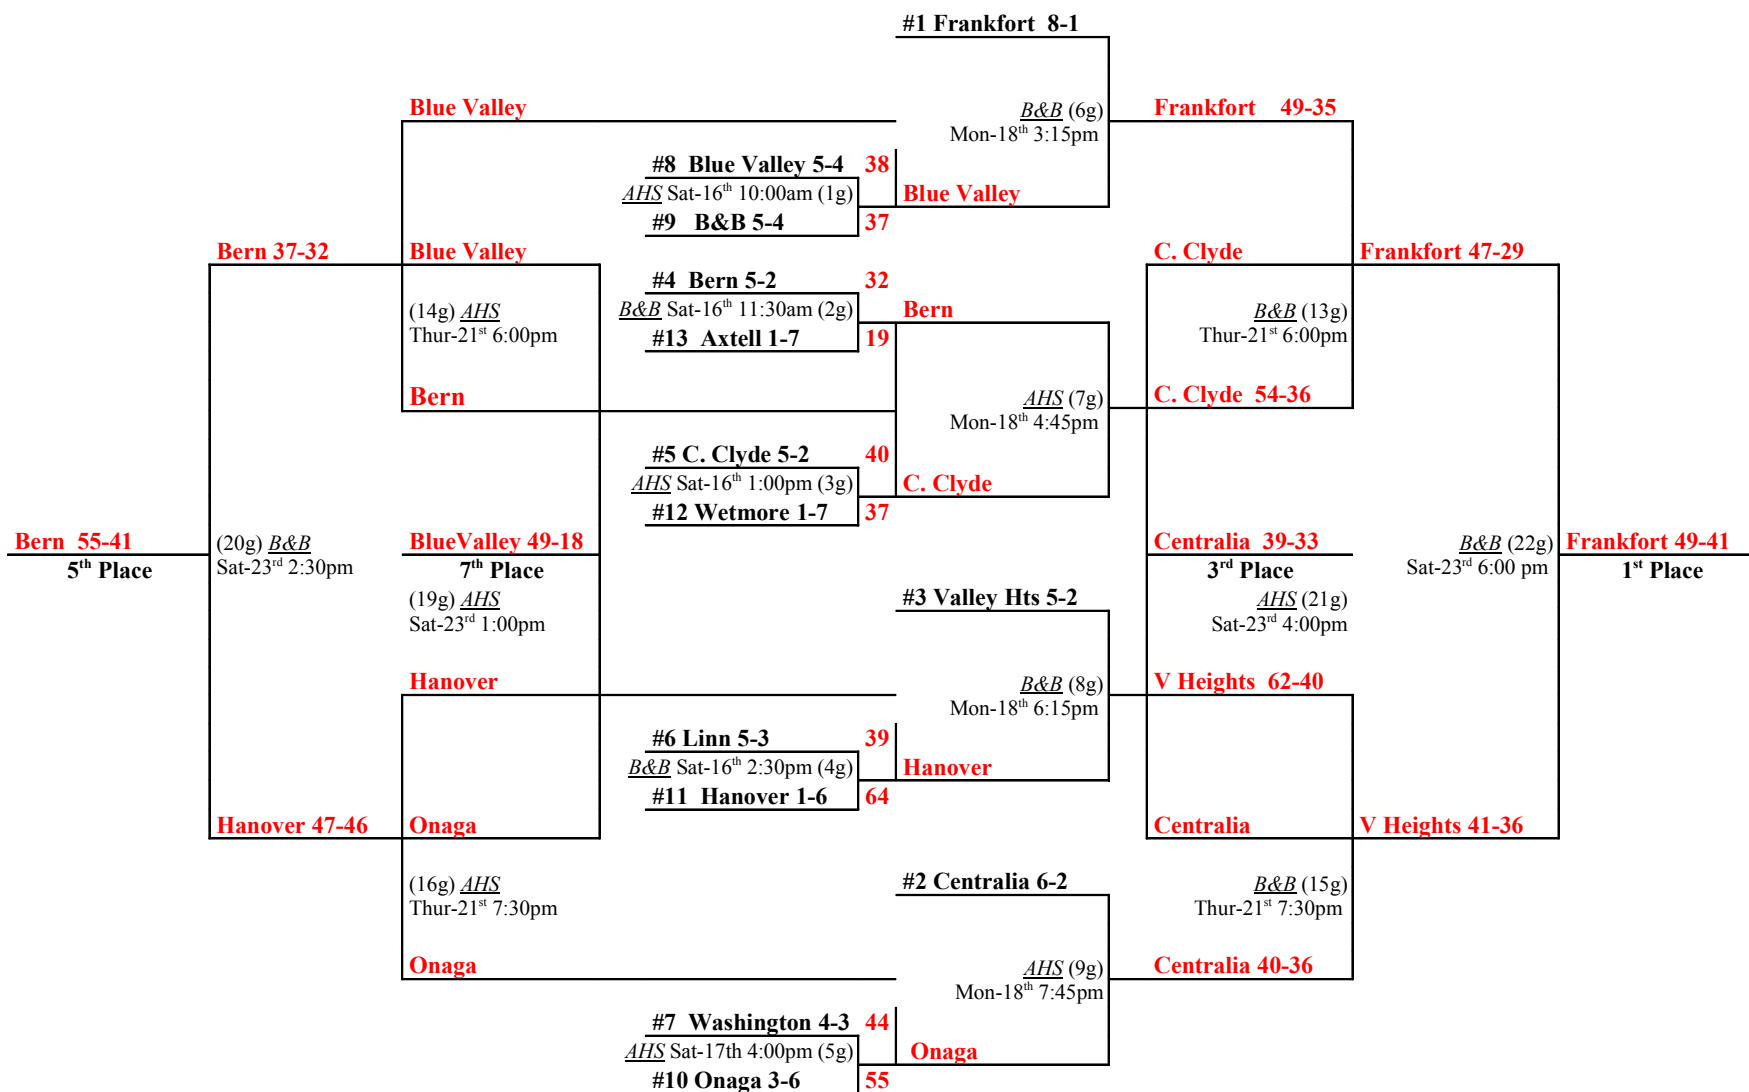 #1 Frankfort 8-1
Blue Valley
B&B (6g)
Mon-18th 3:15pm
Frankfort 49-35
#8 Blue Valley 5-4 38
AHS Sat-16th 10:00am (1g)
Blue Valley
#9 B&B 5-4 37
Bern 37-32
Blue Valley
C. Clyde
Frankfort 47-29
#4 Bern 5-2 32
B&B Sat-16th 11:30am (2g)
Bern
#13 Axtell 1-7 19
(14g) AHS
Thur-21st 6:00pm
B&B (13g)
Thur-21st 6:00pm
Bern
AHS (7g)
Mon-18th 4:45pm
C. Clyde 54-36
#5 C. Clyde 5-2 40
AHS Sat-16th 1:00pm (3g)
C. Clyde
#12 Wetmore 1-7 37
Bern 55-41
5th Place
(20g) B&B
Sat-23rd 2:30pm
BlueValley 49-18
7th Place
(19g) AHS
Sat-23rd 1:00pm
Centralia 39-33
3rd Place
AHS (21g)
Sat-23rd 4:00pm
B&B (22g)
Sat-23rd 6:00 pm
Frankfort 49-41
1st Place
#3 Valley Hts 5-2
Hanover
B&B (8g)
Mon-18th 6:15pm
V Heights 62-40
#6 Linn 5-3 39
B&B Sat-16th 2:30pm (4g)
Hanover
#11 Hanover 1-6 64
Hanover 47-46
Onaga
Centralia
V Heights 41-36
(16g) AHS
Thur-21st 7:30pm
#2 Centralia 6-2
B&B (15g)
Thur-21st 7:30pm
Onaga
AHS (9g)
Mon-18th 7:45pm
Centralia 40-36
#7 Washington 4-3 44
AHS Sat-17th 4:00pm (5g)
Onaga
#10 Onaga 3-6 55